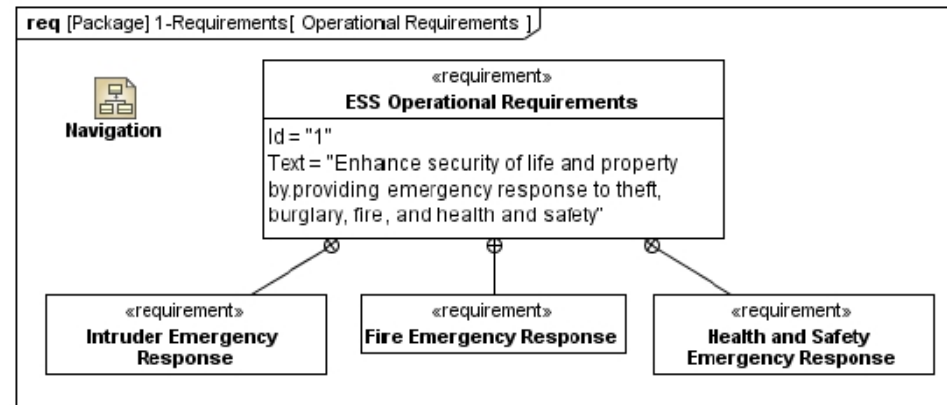 req [Package] 1-Requirements[ Operational Requirements ]
Navigation
«requirement»
ESS Operational Requirements
Id = "1"
Text = "Enhance security of life and property
by.providing emergency response to theft,
burglary, fire, and health and safety"
«requirement»
Intruder Emergency
Response
«requirement»
Fire Emergency Response
«requirement»
Health and Safety
Emergency Response